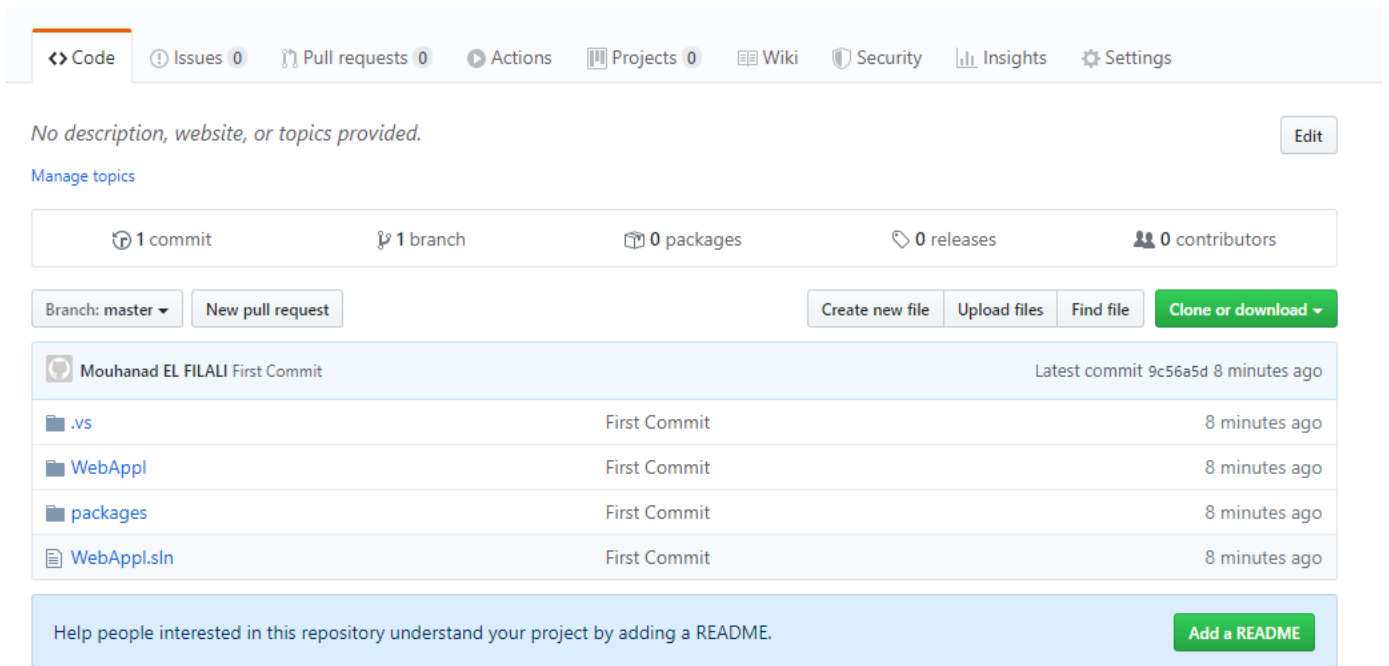 Code Issues 0 Pull requests 0 Actions Projects 0 Wiki Security Insights Settings
No description, website, or topics provided. Edit
Manage topics
1 commit 1 branch 0 packages 0 releases 0 contributors
Branch: master New pull request Create new file Upload files Find file Clone or download
Mouhanad EL FILALI First Commit Latest commit 9c56a5d 8 minutes ago
.vs First Commit 8 minutes ago
WebAppl First Commit 8 minutes ago
packages First Commit 8 minutes ago
WebAppl.sln First Commit 8 minutes ago
Help people interested in this repository understand your project by adding a README. Add a README